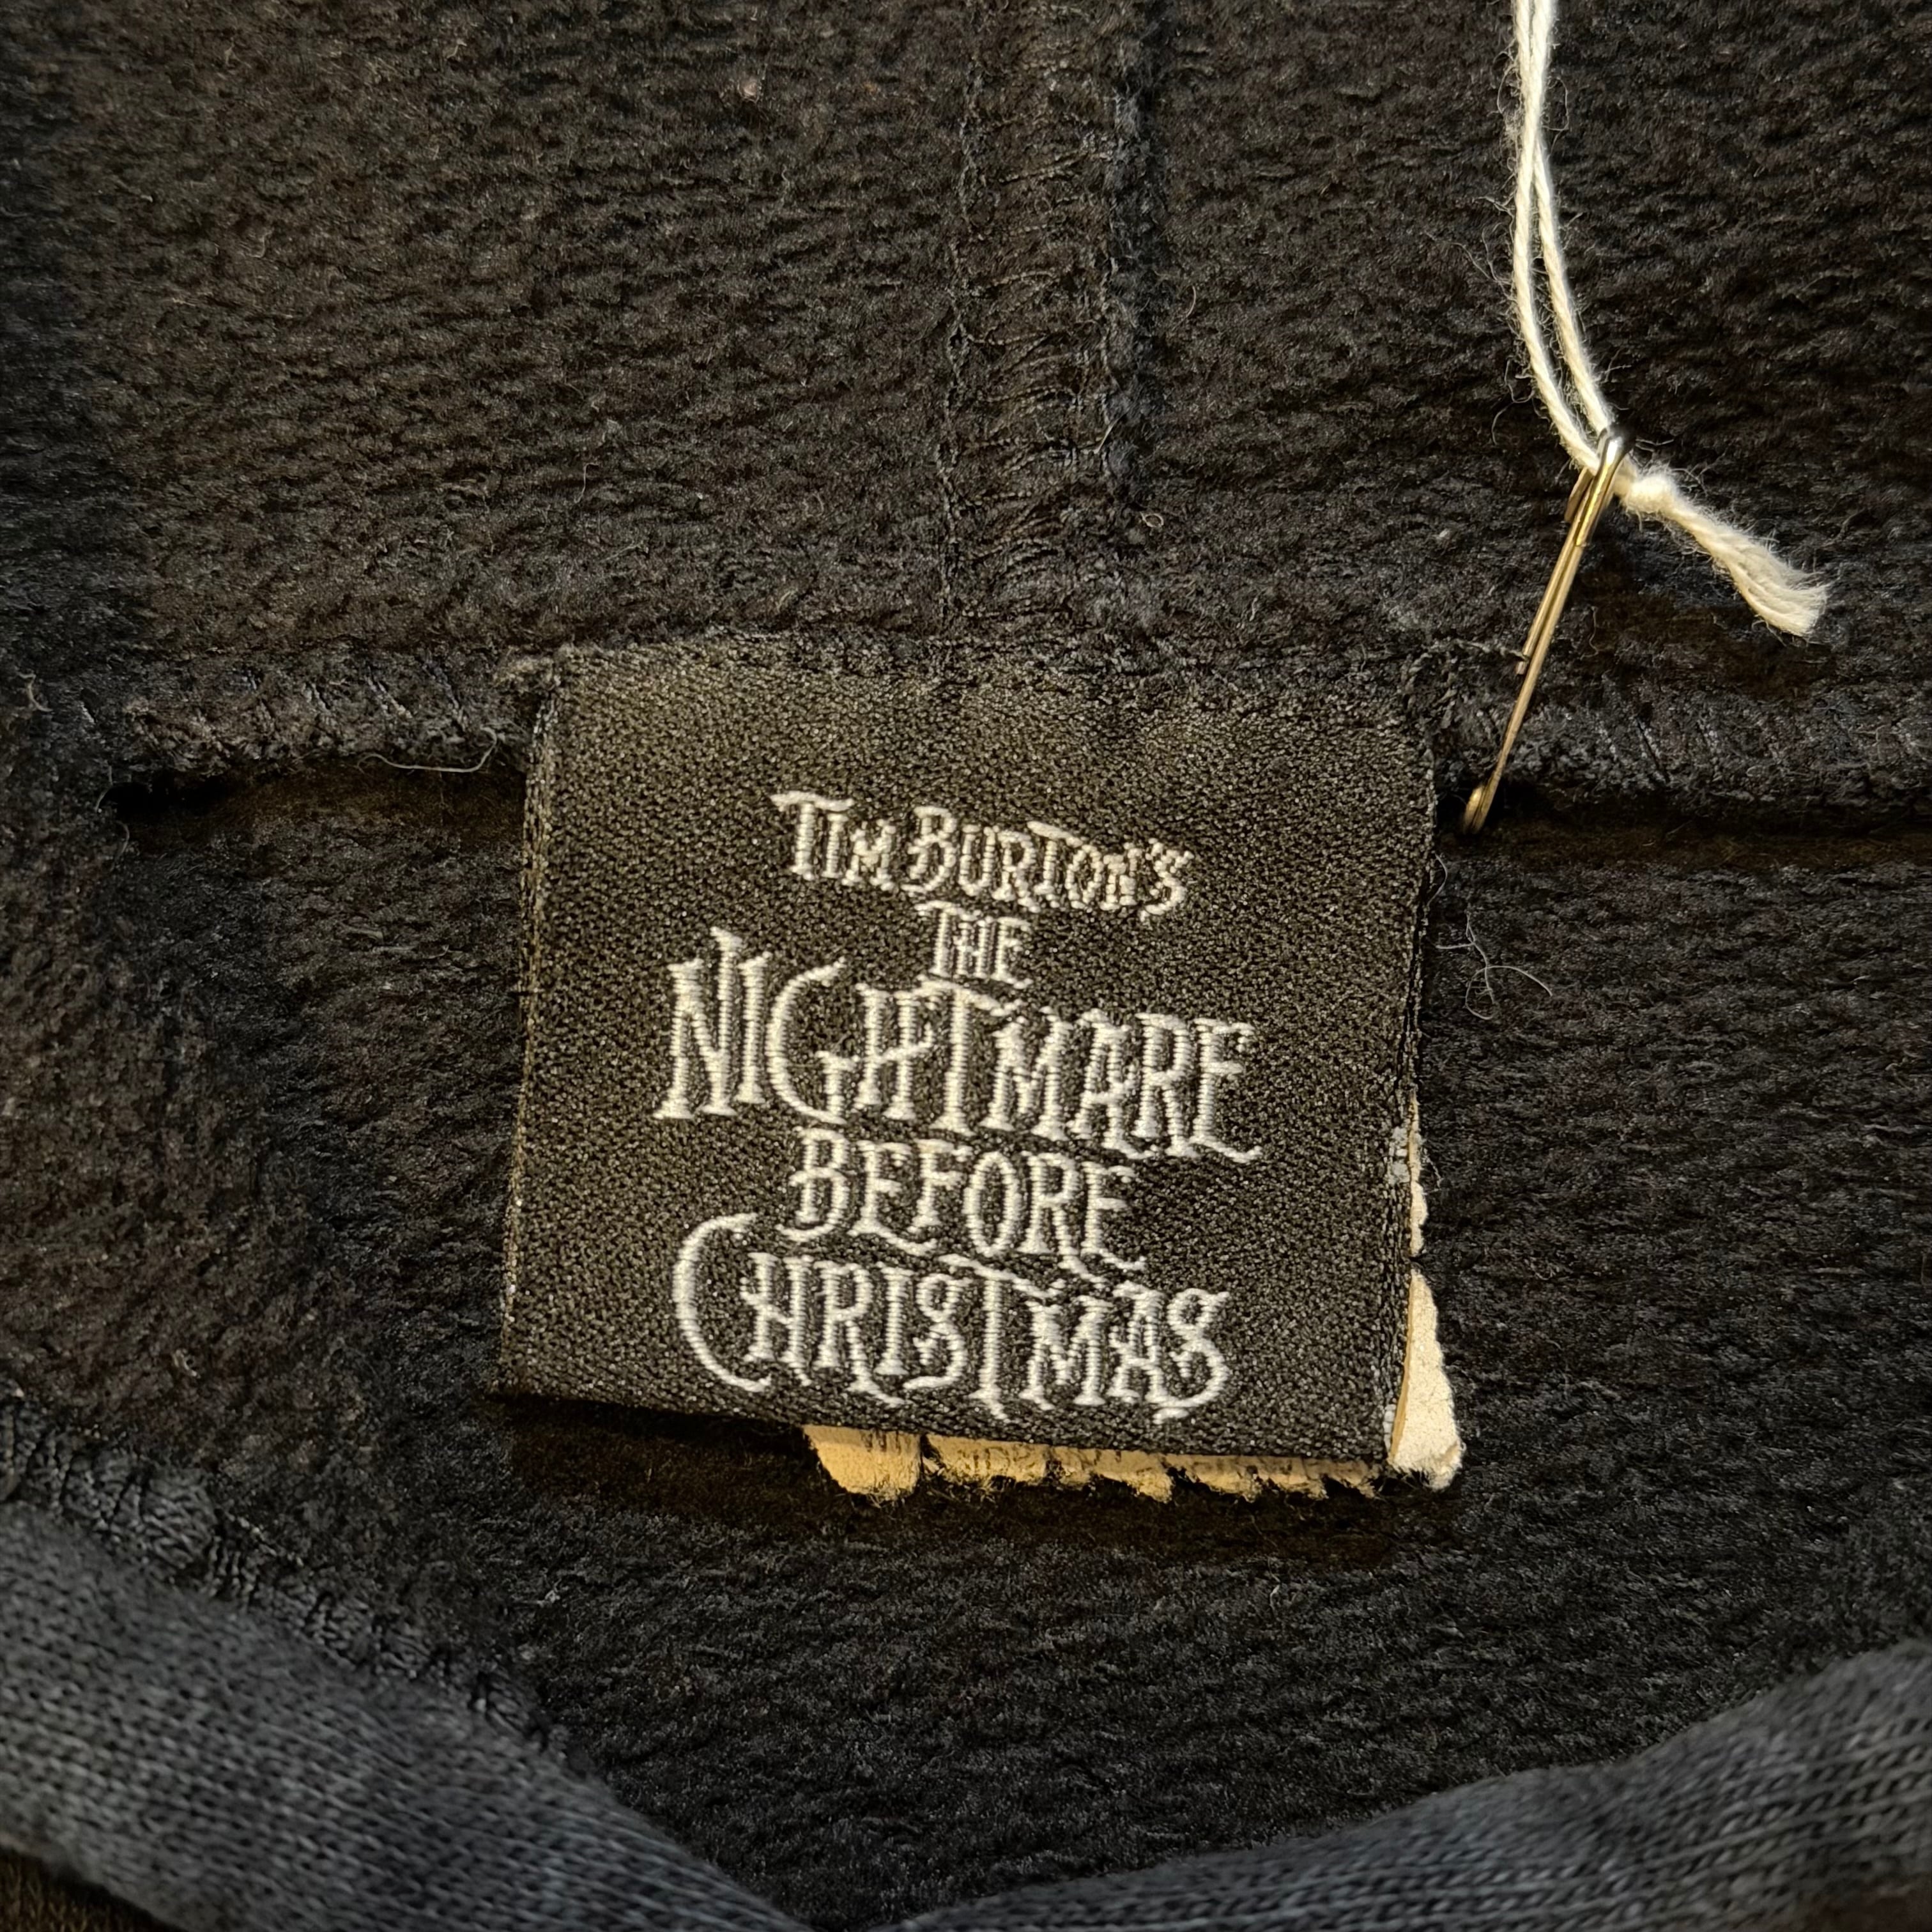 TIM BURTON'S
THE
NIGHTMARE
BEFORE
CHRISTMAS